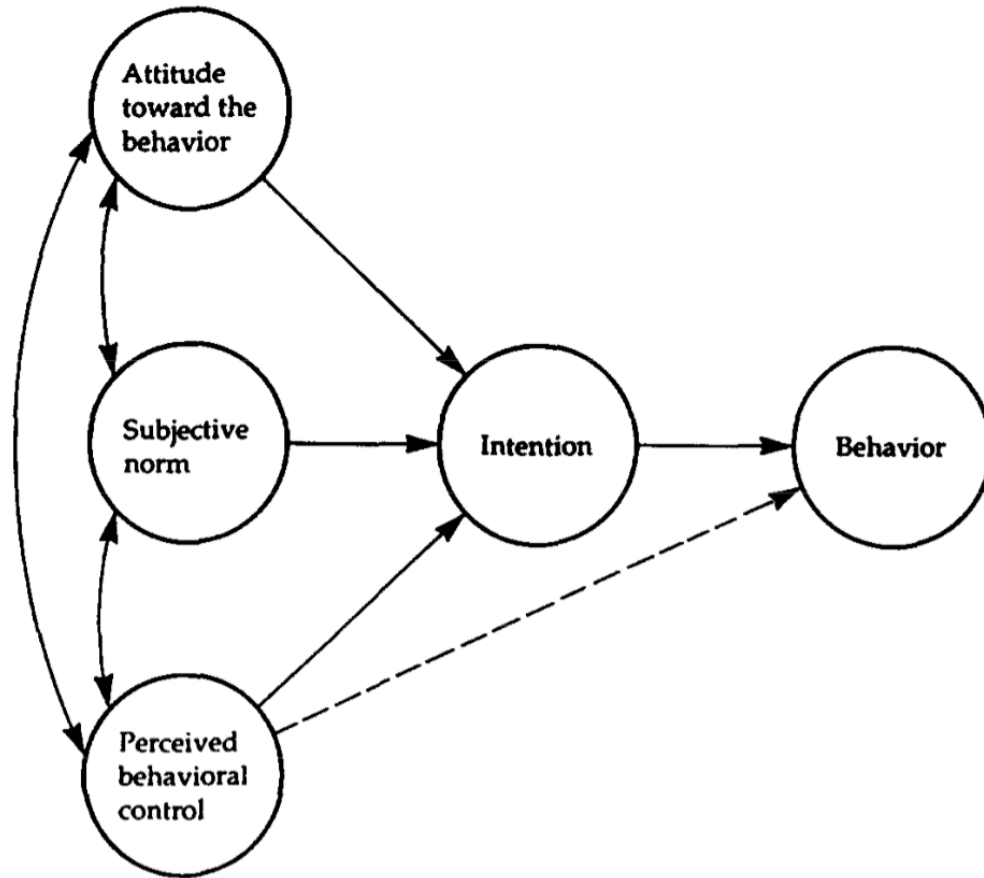 Attitude
toward the
behavior
Subjective
norm
Intention
Behavior
Perceived
behavioral
control